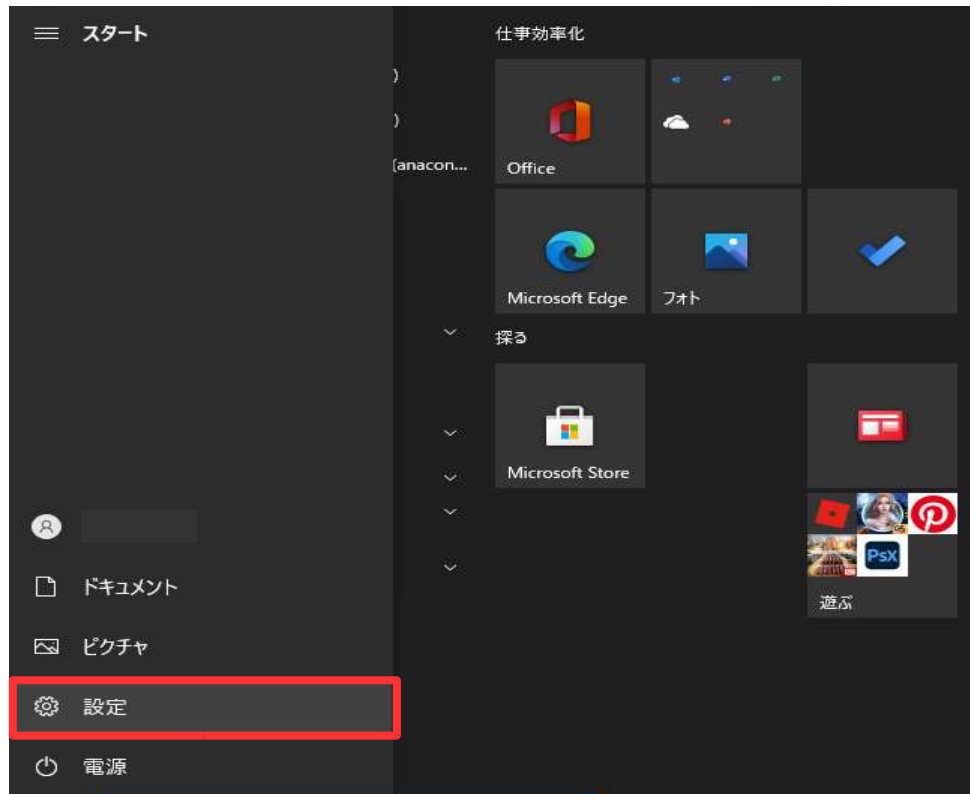 スタート
仕事効率化
)
)
(anacon...
Office
Microsoft Edge
フォト
探る
Microsoft Store
PsX
遊ぶ
ドキュメント
ピクチャ
設定
電源